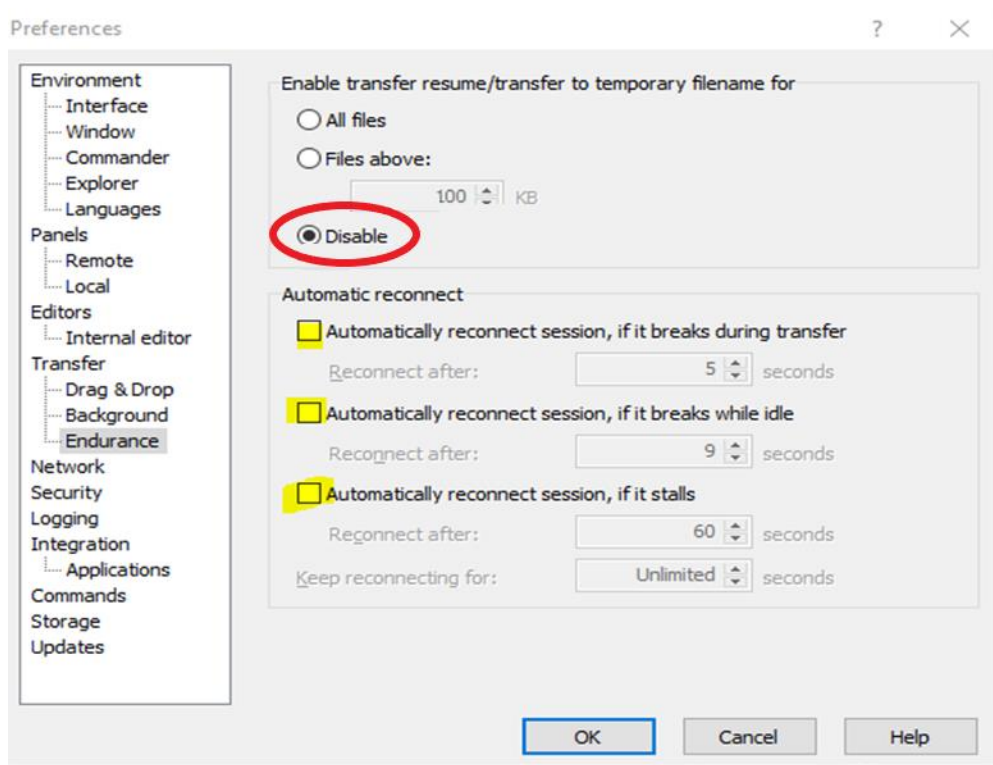 Preferences
?
Environment
Interface
Window
Commander
Explorer
Languages
Panels
Remote
Local
Editors
Internal editor
Transfer
Drag & Drop
Background
Endurance
Network
Security
Logging
Integration
Applications
Commands
Storage
Updates
Enable transfer resume/transfer to temporary filename for
All files
Files above:
100 KB
Disable
Automatic reconnect
Automatically reconnect session, if it breaks during transfer
Reconnect after: 5 seconds
Automatically reconnect session, if it breaks while idle
Reconnect after: 9 seconds
Automatically reconnect session, if it stalls
Reconnect after: 60 seconds
Keep reconnecting for: Unlimited seconds
OK Cancel Help